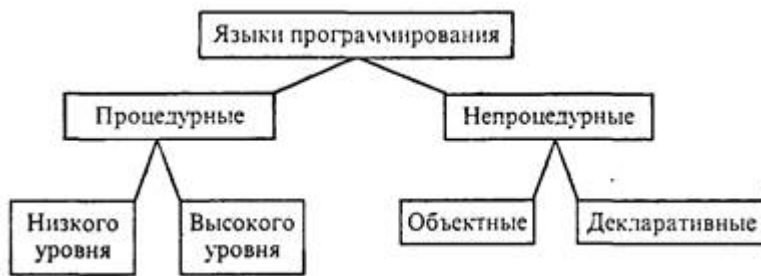 Языки программирования
Процедурные
Непроцедурные
Низкого
уровня
Высокого
уровня
Объектные
Декларативные